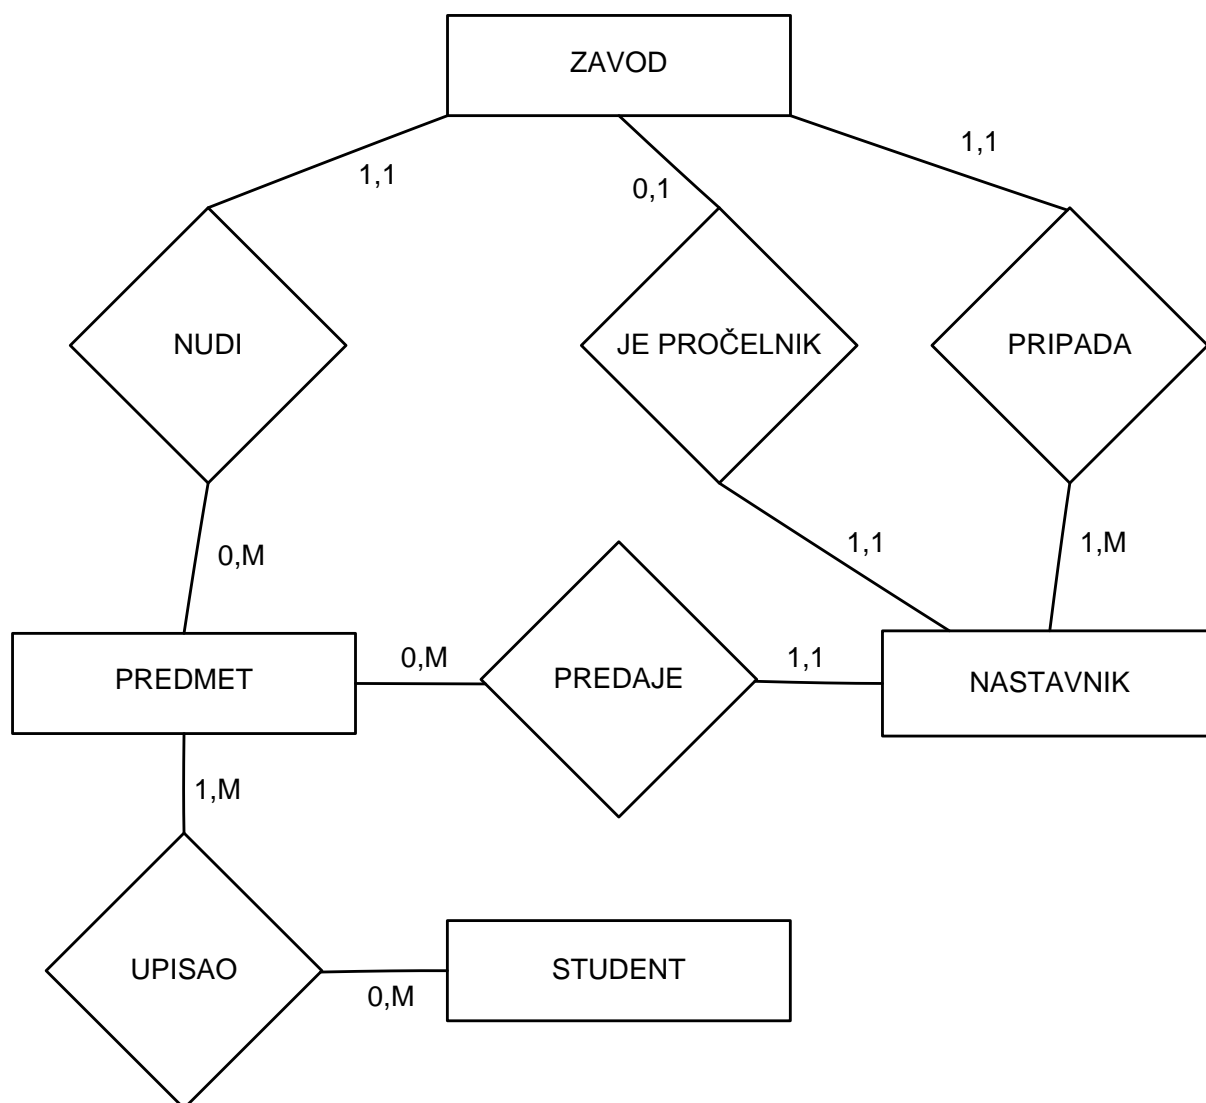 ZAVOD
1,1
0,1
1,1
NUDI
JE PROČELNIK
PRIPADA
0,M
1,1
1,M
PREDMET
0,M
PREDAJE
1,1
NASTAVNIK
1,M
UPISAO
0,M
STUDENT